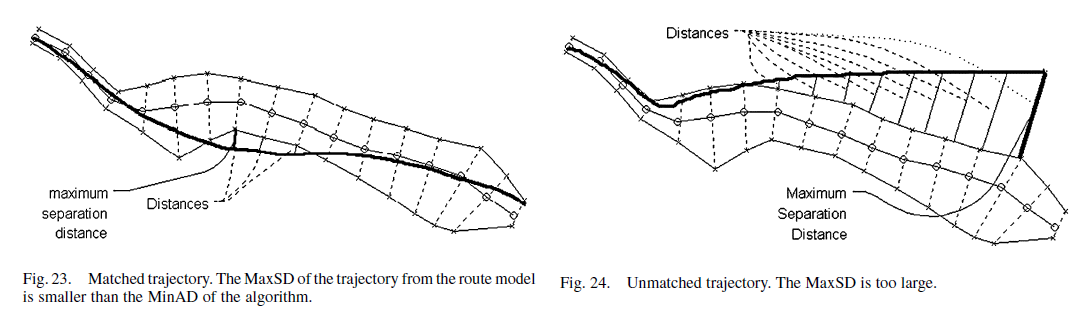 maximum
separation
distance
Distances
Fig. 23. Matched trajectory. The MaxSD of the trajectory from the route model
is smaller than the MinAD of the algorithm.
Distances
Maximum
Separation
Distance
Fig. 24. Unmatched trajectory. The MaxSD is too large.